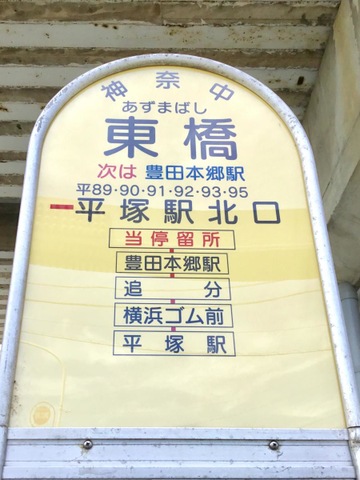 神奈中
あずまばし
東橋
次は 豊田本郷駅
平89・90・91・92・93・95
平塚駅北口
当停留所
豊田本郷駅
追分
横浜ゴム前
平塚駅